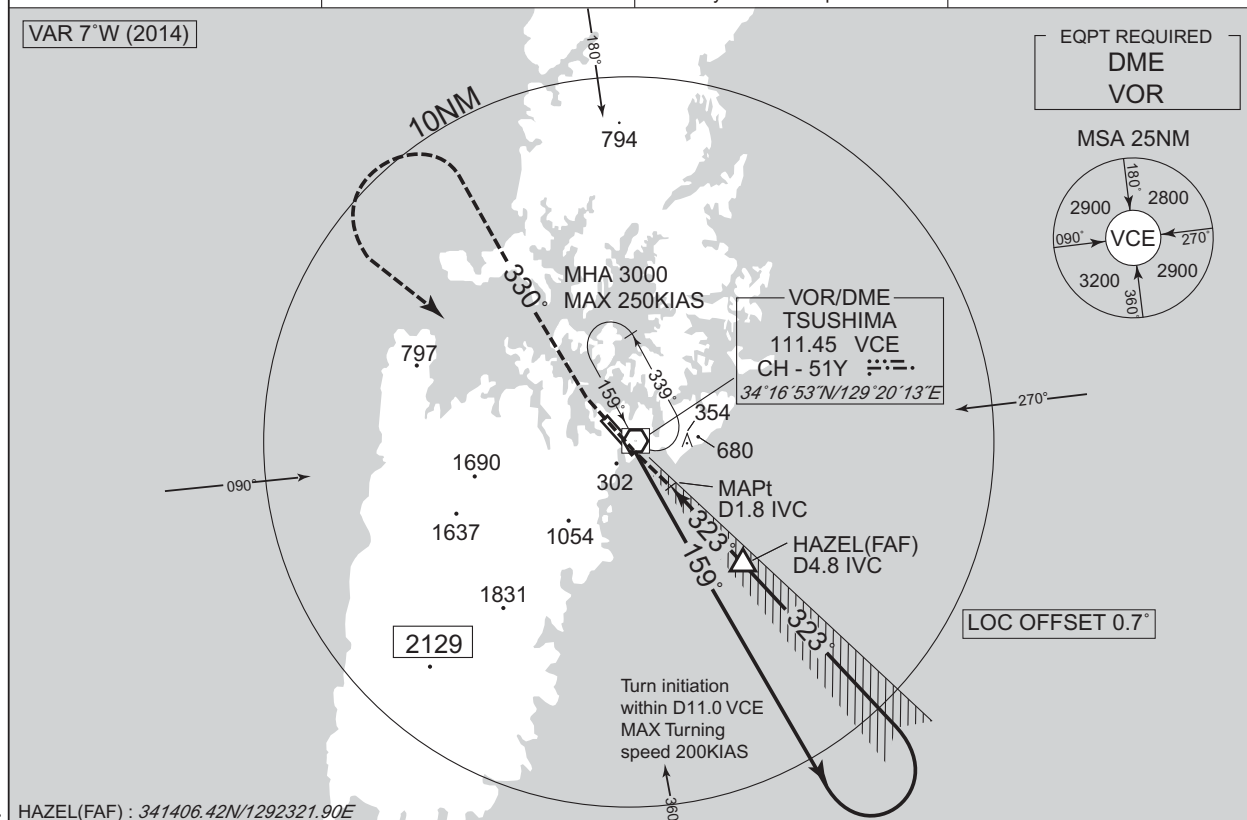 VAR 7˚W (2014)
EQPT REQUIRED
DME
VOR
MSA 25NM
180˚
2900
2800
090˚
VCE
270˚
3200
2900
360˚
180˚
10NM
794
330˚
MHA 3000
MAX 250KIAS
VOR/DME
TSUSHIMA
111.45 VCE
CH - 51Y
34˚16´53˝N/129˚20´13˝E
797
159˚
339˚
354
680
270˚
090˚
1690
302
MAPt
D1.8 IVC
1637
1054
323˚
HAZEL(FAF)
D4.8 IVC
159˚
1831
323˚
LOC OFFSET 0.7˚
2129
Turn initiation
within D11.0 VCE
MAX Turning
speed 200KIAS
360˚
HAZEL(FAF) : 341406.42N/1292321.90E